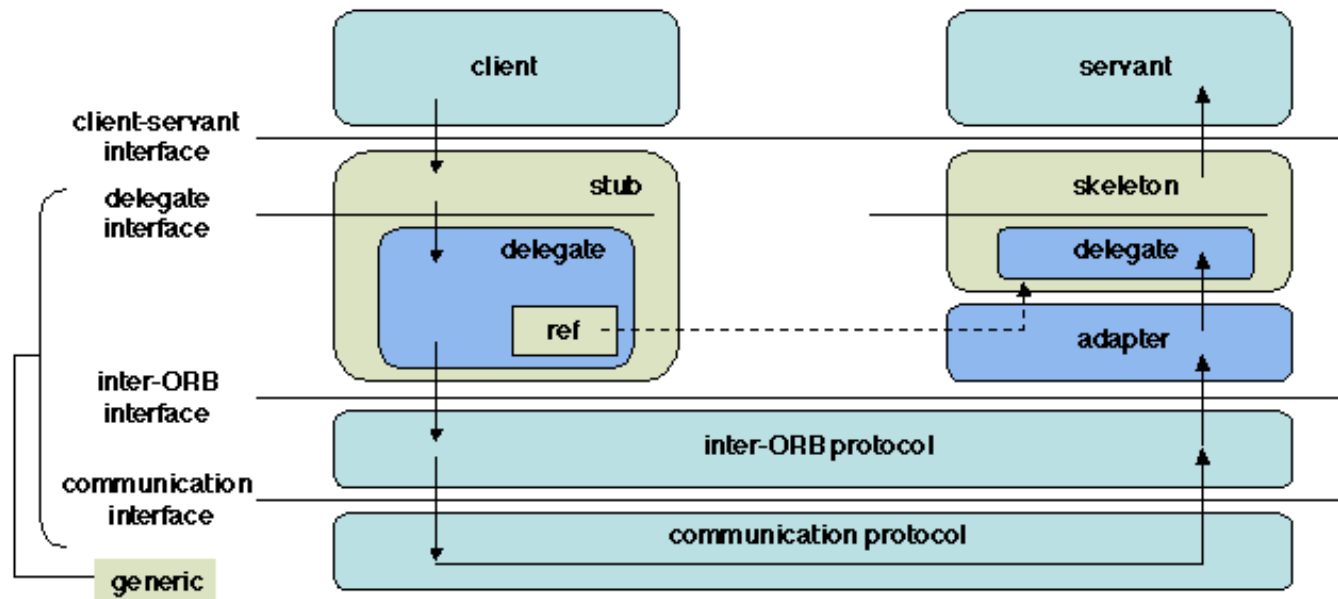 client
servant
client-servant
interface
stub
skeleton
delegate
interface
delegate
delegate
ref
adapter
inter-ORB
interface
inter-ORB protocol
communication
interface
communication protocol
generic